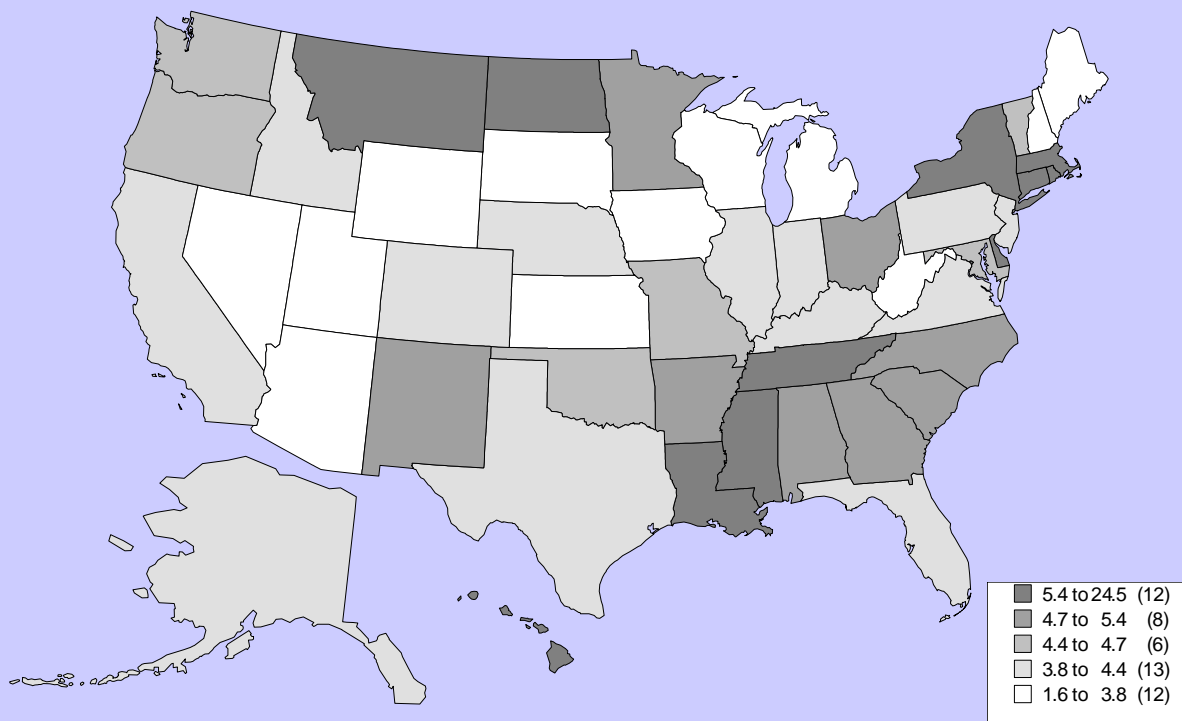 5.4 to 24.5 (12)
4.7 to 5.4 (8)
4.4 to 4.7 (6)
3.8 to 4.4 (13)
1.6 to 3.8 (12)